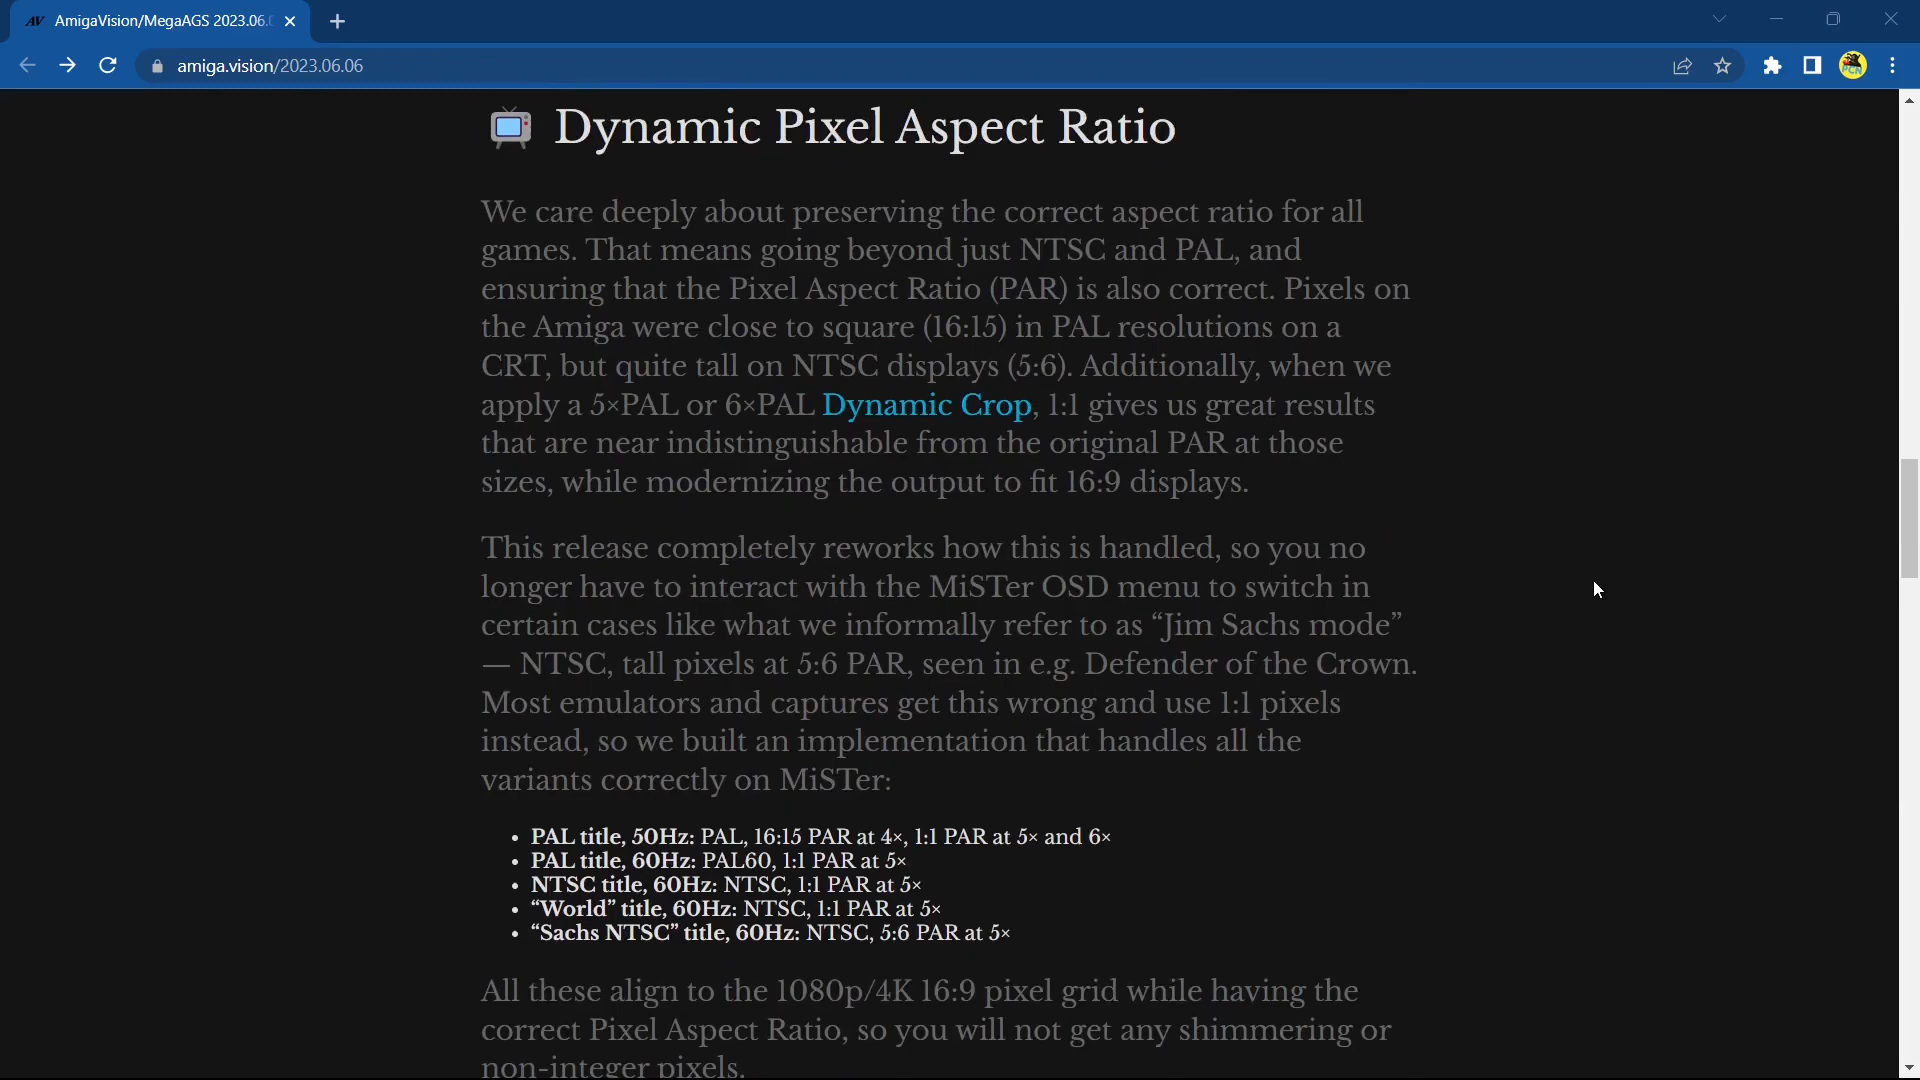 AV AmigaVision/MegaAGS 2023.06.0
amiga.vision/2023.06.06
PCN
Dynamic Pixel Aspect Ratio
We care deeply about preserving the correct aspect ratio for all
games. That means going beyond just NTSC and PAL, and
ensuring that the Pixel Aspect Ratio (PAR) is also correct. Pixels on
the Amiga were close to square (16:15) in PAL resolutions on a
CRT, but quite tall on NTSC displays (5:6). Additionally, when we
apply a 5×PAL or 6×PAL Dynamic Crop, 1:1 gives us great results
that are near indistinguishable from the original PAR at those
sizes, while modernizing the output to fit 16:9 displays.
This release completely reworks how this is handled, so you no
longer have to interact with the MiSTer OSD menu to switch in
certain cases like what we informally refer to as “Jim Sachs mode”
— NTSC, tall pixels at 5:6 PAR, seen in e.g. Defender of the Crown.
Most emulators and captures get this wrong and use 1:1 pixels
instead, so we built an implementation that handles all the
variants correctly on MiSTer:
• PAL title, 50Hz: PAL, 16:15 PAR at 4×, 1:1 PAR at 5× and 6×
• PAL title, 60Hz: PAL60, 1:1 PAR at 5×
• NTSC title, 60Hz: NTSC, 1:1 PAR at 5×
• “World” title, 60Hz: NTSC, 1:1 PAR at 5×
• “Sachs NTSC” title, 60Hz: NTSC, 5:6 PAR at 5×
All these align to the 1080p/4K 16:9 pixel grid while having the
correct Pixel Aspect Ratio, so you will not get any shimmering or
non-integer pixels.